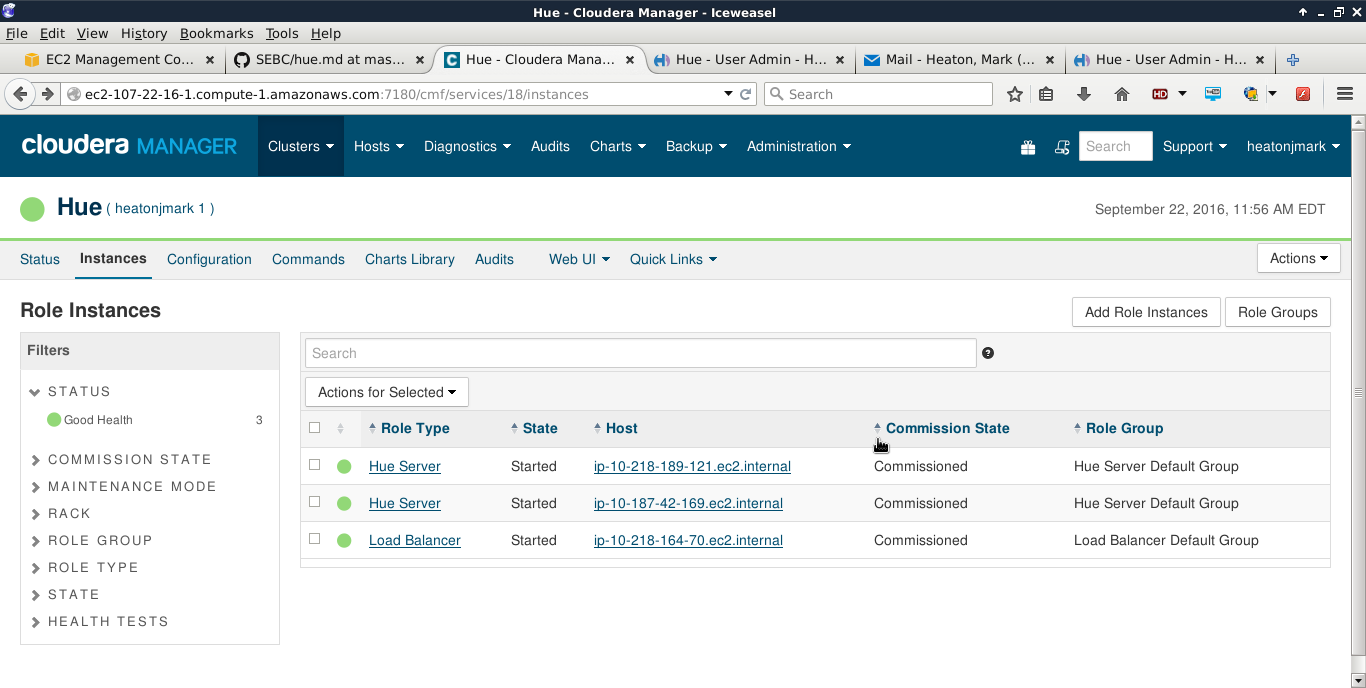 Hue - Cloudera Manager - Iceweasel
File Edit View History Bookmarks Tools Help
EC2 Management Co... SEBC/hue.md at mas... Hue - Cloudera Mana... Hue - User Admin - H... Mail - Heaton, Mark (... Hue - User Admin - H...
ec2-107-22-16-1.compute-1.amazonaws.com:7180/cmf/services/18/instances Search HD
cloudera MANAGER Clusters Hosts Diagnostics Audits Charts Backup Administration Search Support heatonjmark
Hue ( heatonjmark 1 ) September 22, 2016, 11:56 AM EDT
Status Instances Configuration Commands Charts Library Audits Web UI Quick Links Actions
Role Instances Add Role Instances Role Groups
Filters
STATUS
Good Health 3
COMMISSION STATE
MAINTENANCE MODE
RACK
ROLE GROUP
ROLE TYPE
STATE
HEALTH TESTS
Search ?
Actions for Selected
Role Type State Host Commission State Role Group
Hue Server Started ip-10-218-189-121.ec2.internal Commissioned Hue Server Default Group
Hue Server Started ip-10-187-42-169.ec2.internal Commissioned Hue Server Default Group
Load Balancer Started ip-10-218-164-70.ec2.internal Commissioned Load Balancer Default Group